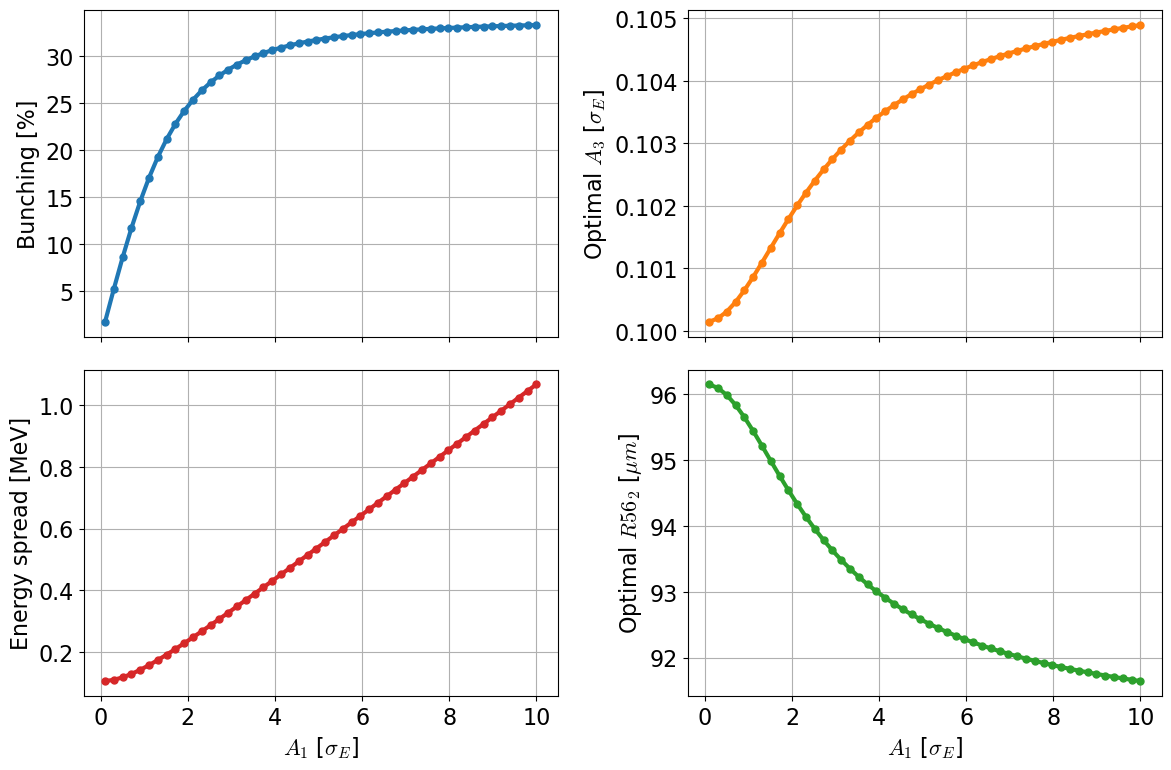 Bunching [%]
30
25
20
15
10
5
Optimal A₃ [σ_E]
0.105
0.104
0.103
0.102
0.101
0.100
Energy spread [MeV]
1.0
0.8
0.6
0.4
0.2
0 2 4 6 8 10
A₁ [σ_E]
Optimal R56₂ [μm]
96
95
94
93
92
0 2 4 6 8 10
A₁ [σ_E]